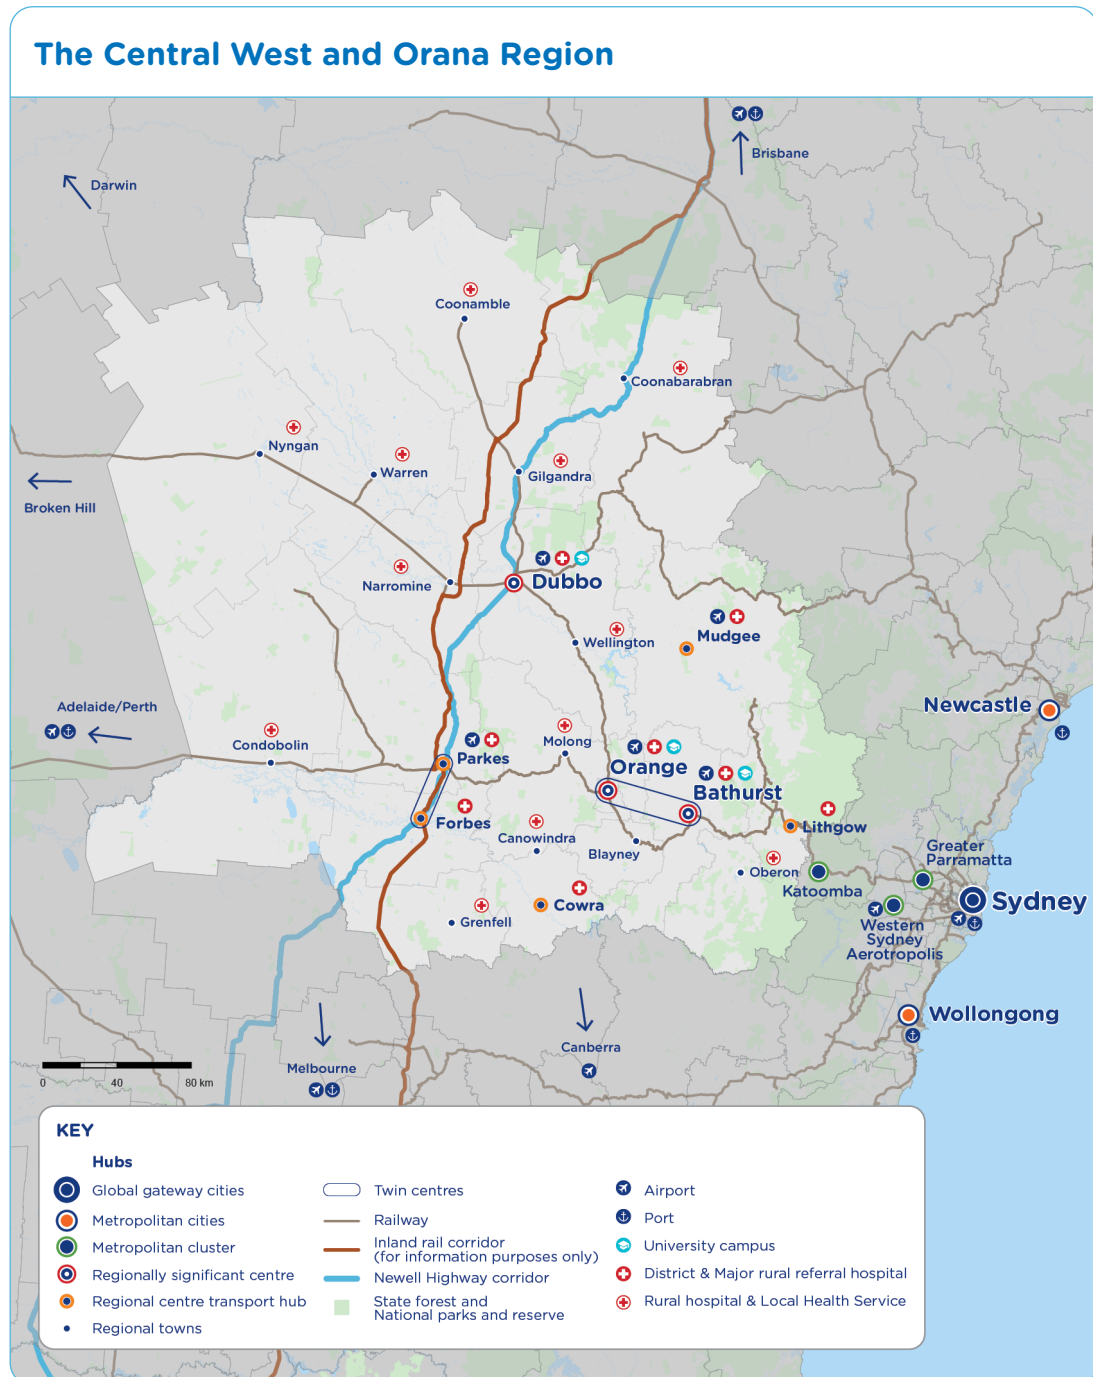 The Central West and Orana Region
Brisbane
Darwin
Coonamble
Coonabarabran
Nyngan
Warren
Gilgandra
Broken Hill
Narromine
Dubbo
Mudgee
Wellington
Newcastle
Adelaide/Perth
Condobolin
Parkes
Molong
Orange
Bathurst
Forbes
Canowindra
Blayney
Lithgow
Greater
Parramatta
Oberon
Katoomba
Sydney
Cowra
Grenfell
Western
Sydney
Aerotropolis
Wollongong
Canberra
Melbourne
0 40 80 km
KEY
Hubs
Global gateway cities
Metropolitan cities
Metropolitan cluster
Regionally significant centre
Regional centre transport hub
Regional towns
Twin centres
Railway
Inland rail corridor
(for information purposes only)
Newell Highway corridor
State forest and
National parks and reserve
Airport
Port
University campus
District & Major rural referral hospital
Rural hospital & Local Health Service